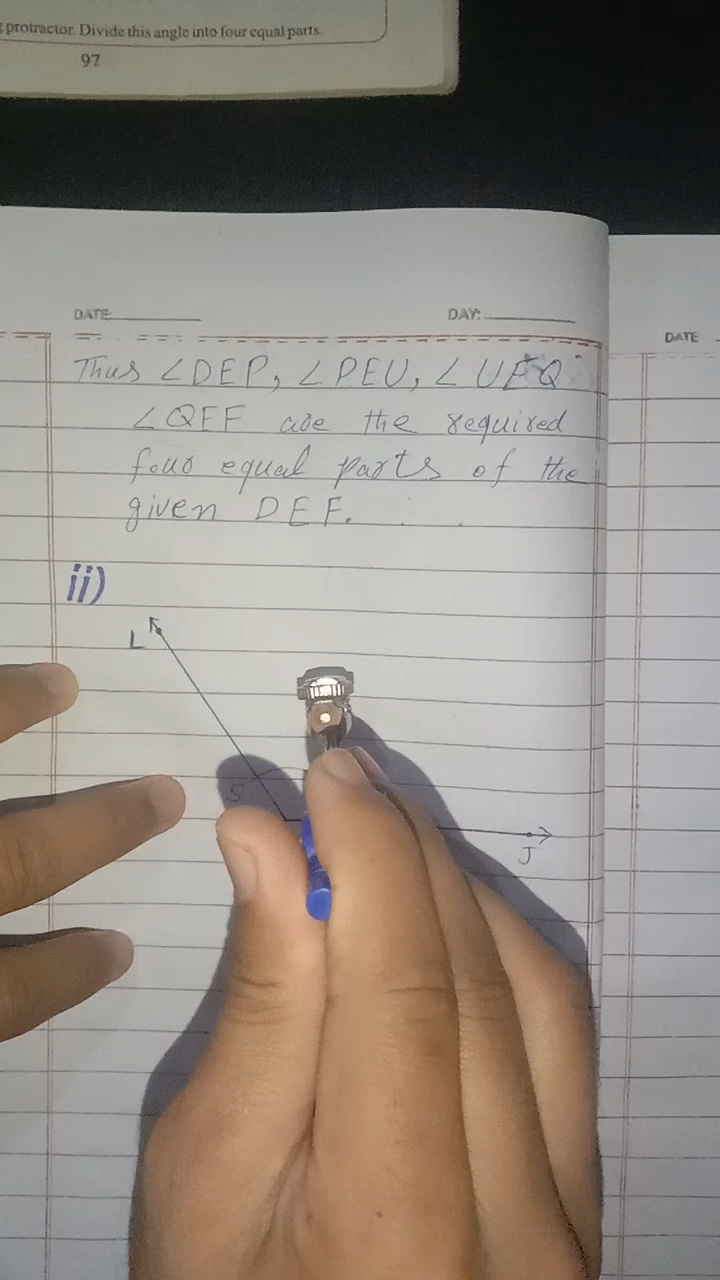 protractor. Divide this angle into four equal parts.
97
DATE: DAY:
DATE
Thus ∠DEP, ∠PEU, ∠UEQ
∠QEF are the required
four equal parts of the
given DEF.
ii)
L
S
J